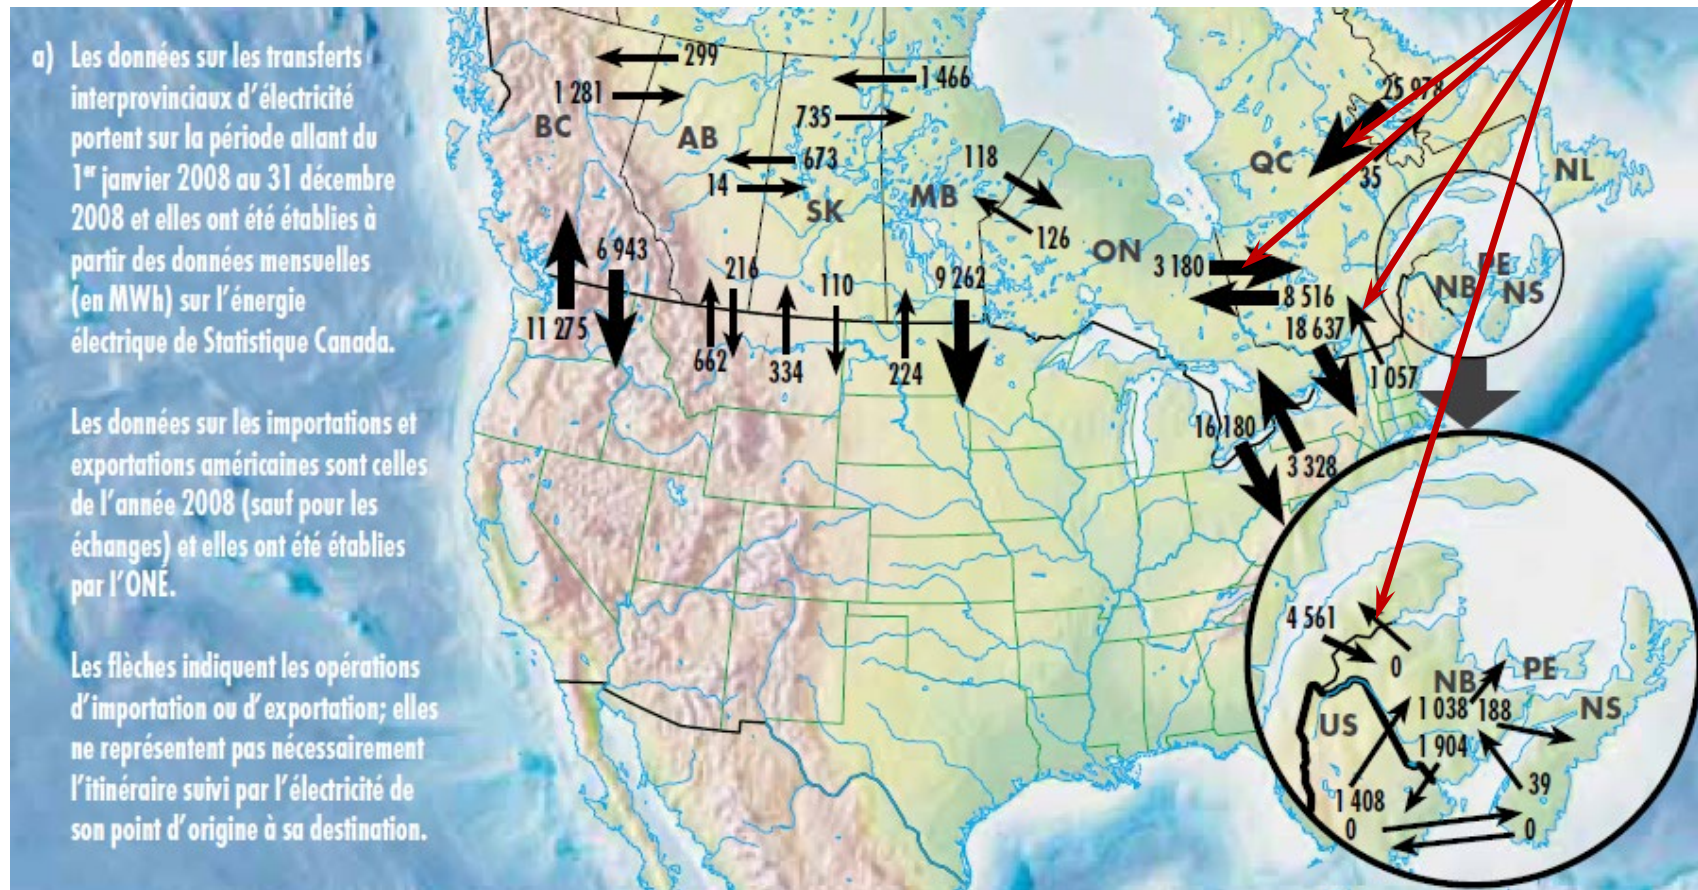 a) Les données sur les transferts
interprovinciaux d'électricité
portent sur la période allant du
1er janvier 2008 au 31 décembre
2008 et elles ont été établies à
partir des données mensuelles
(en MWh) sur l'énergie
électrique de Statistique Canada.
Les données sur les importations et
exportations américaines sont celles
de l'année 2008 (sauf pour les
échanges) et elles ont été établies
par l'ONÉ.
Les flèches indiquent les opérations
d'importation ou d'exportation; elles
ne représentent pas nécessairement
l'itinéraire suivi par l'électricité de
son point d'origine à sa destination.
299
1 281
BC
AB
1 466
735
673
14
SK
MB
118
126
ON
QC
25 978
35
NL
3 180
8 516
18 637
1 057
NB
PE
NS
6 943
11 275
216
662
334
110
224
9 262
16 180
3 328
4 561
0
NB
PE
1 038
188
NS
US
1 904
39
1 408
0
0